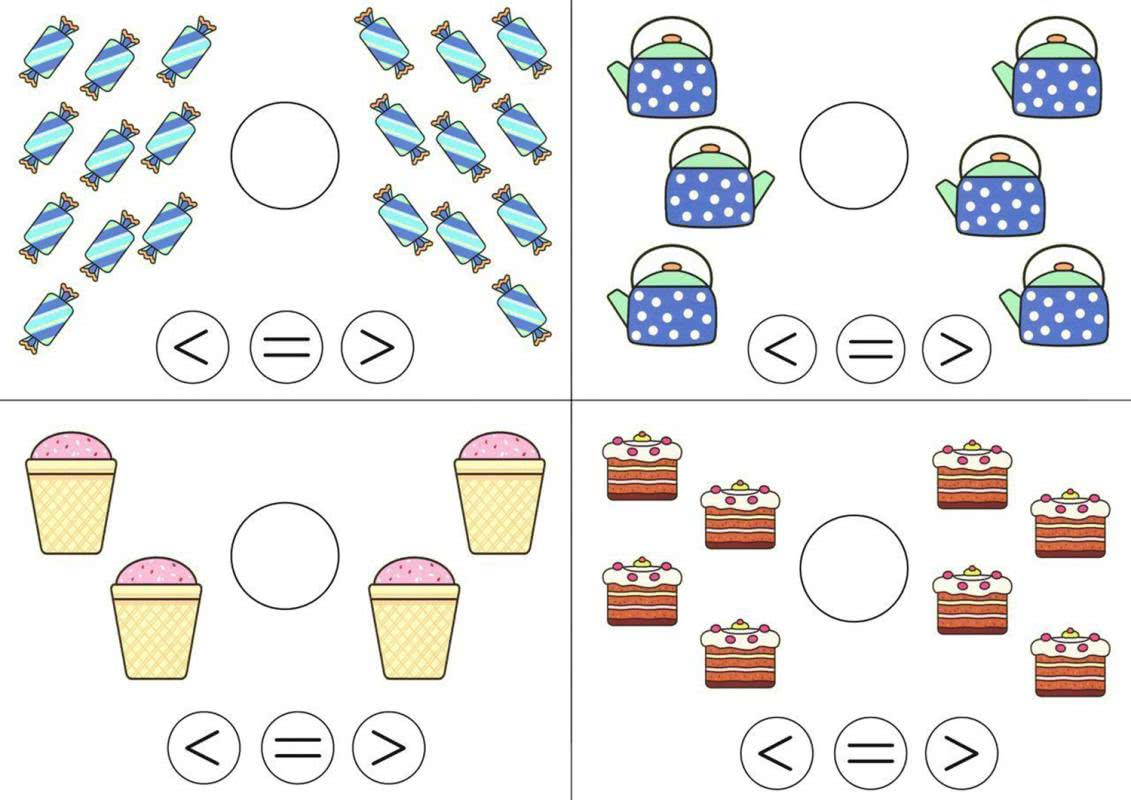 < = >
< = >
< = >
< = >